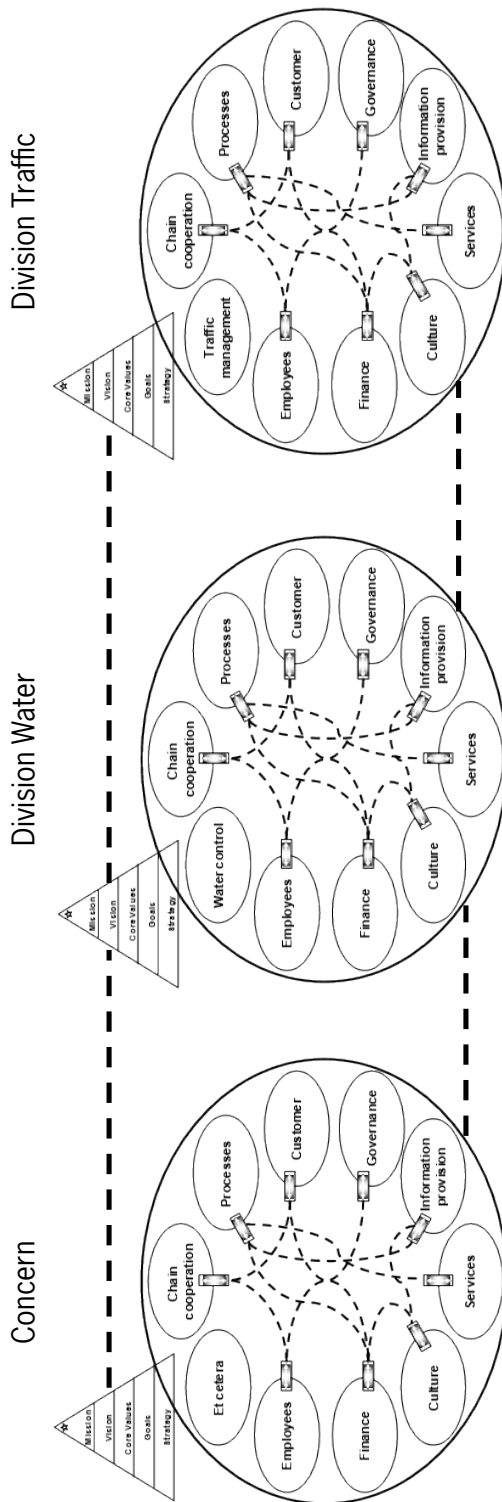 Concern
Mission
Vision
Core Values
Goals
Strategy
Et cetera
Chain
cooperation
Processes
Customer
Governance
Information
provision
Services
Culture
Finance
Employees
Division Water
Mission
Vision
Core Values
Goals
Strategy
Water control
Chain
cooperation
Processes
Customer
Governance
Information
provision
Services
Culture
Finance
Employees
Division Traffic
Mission
Vision
Core Values
Goals
Strategy
Traffic
management
Chain
cooperation
Processes
Customer
Governance
Information
provision
Services
Culture
Finance
Employees